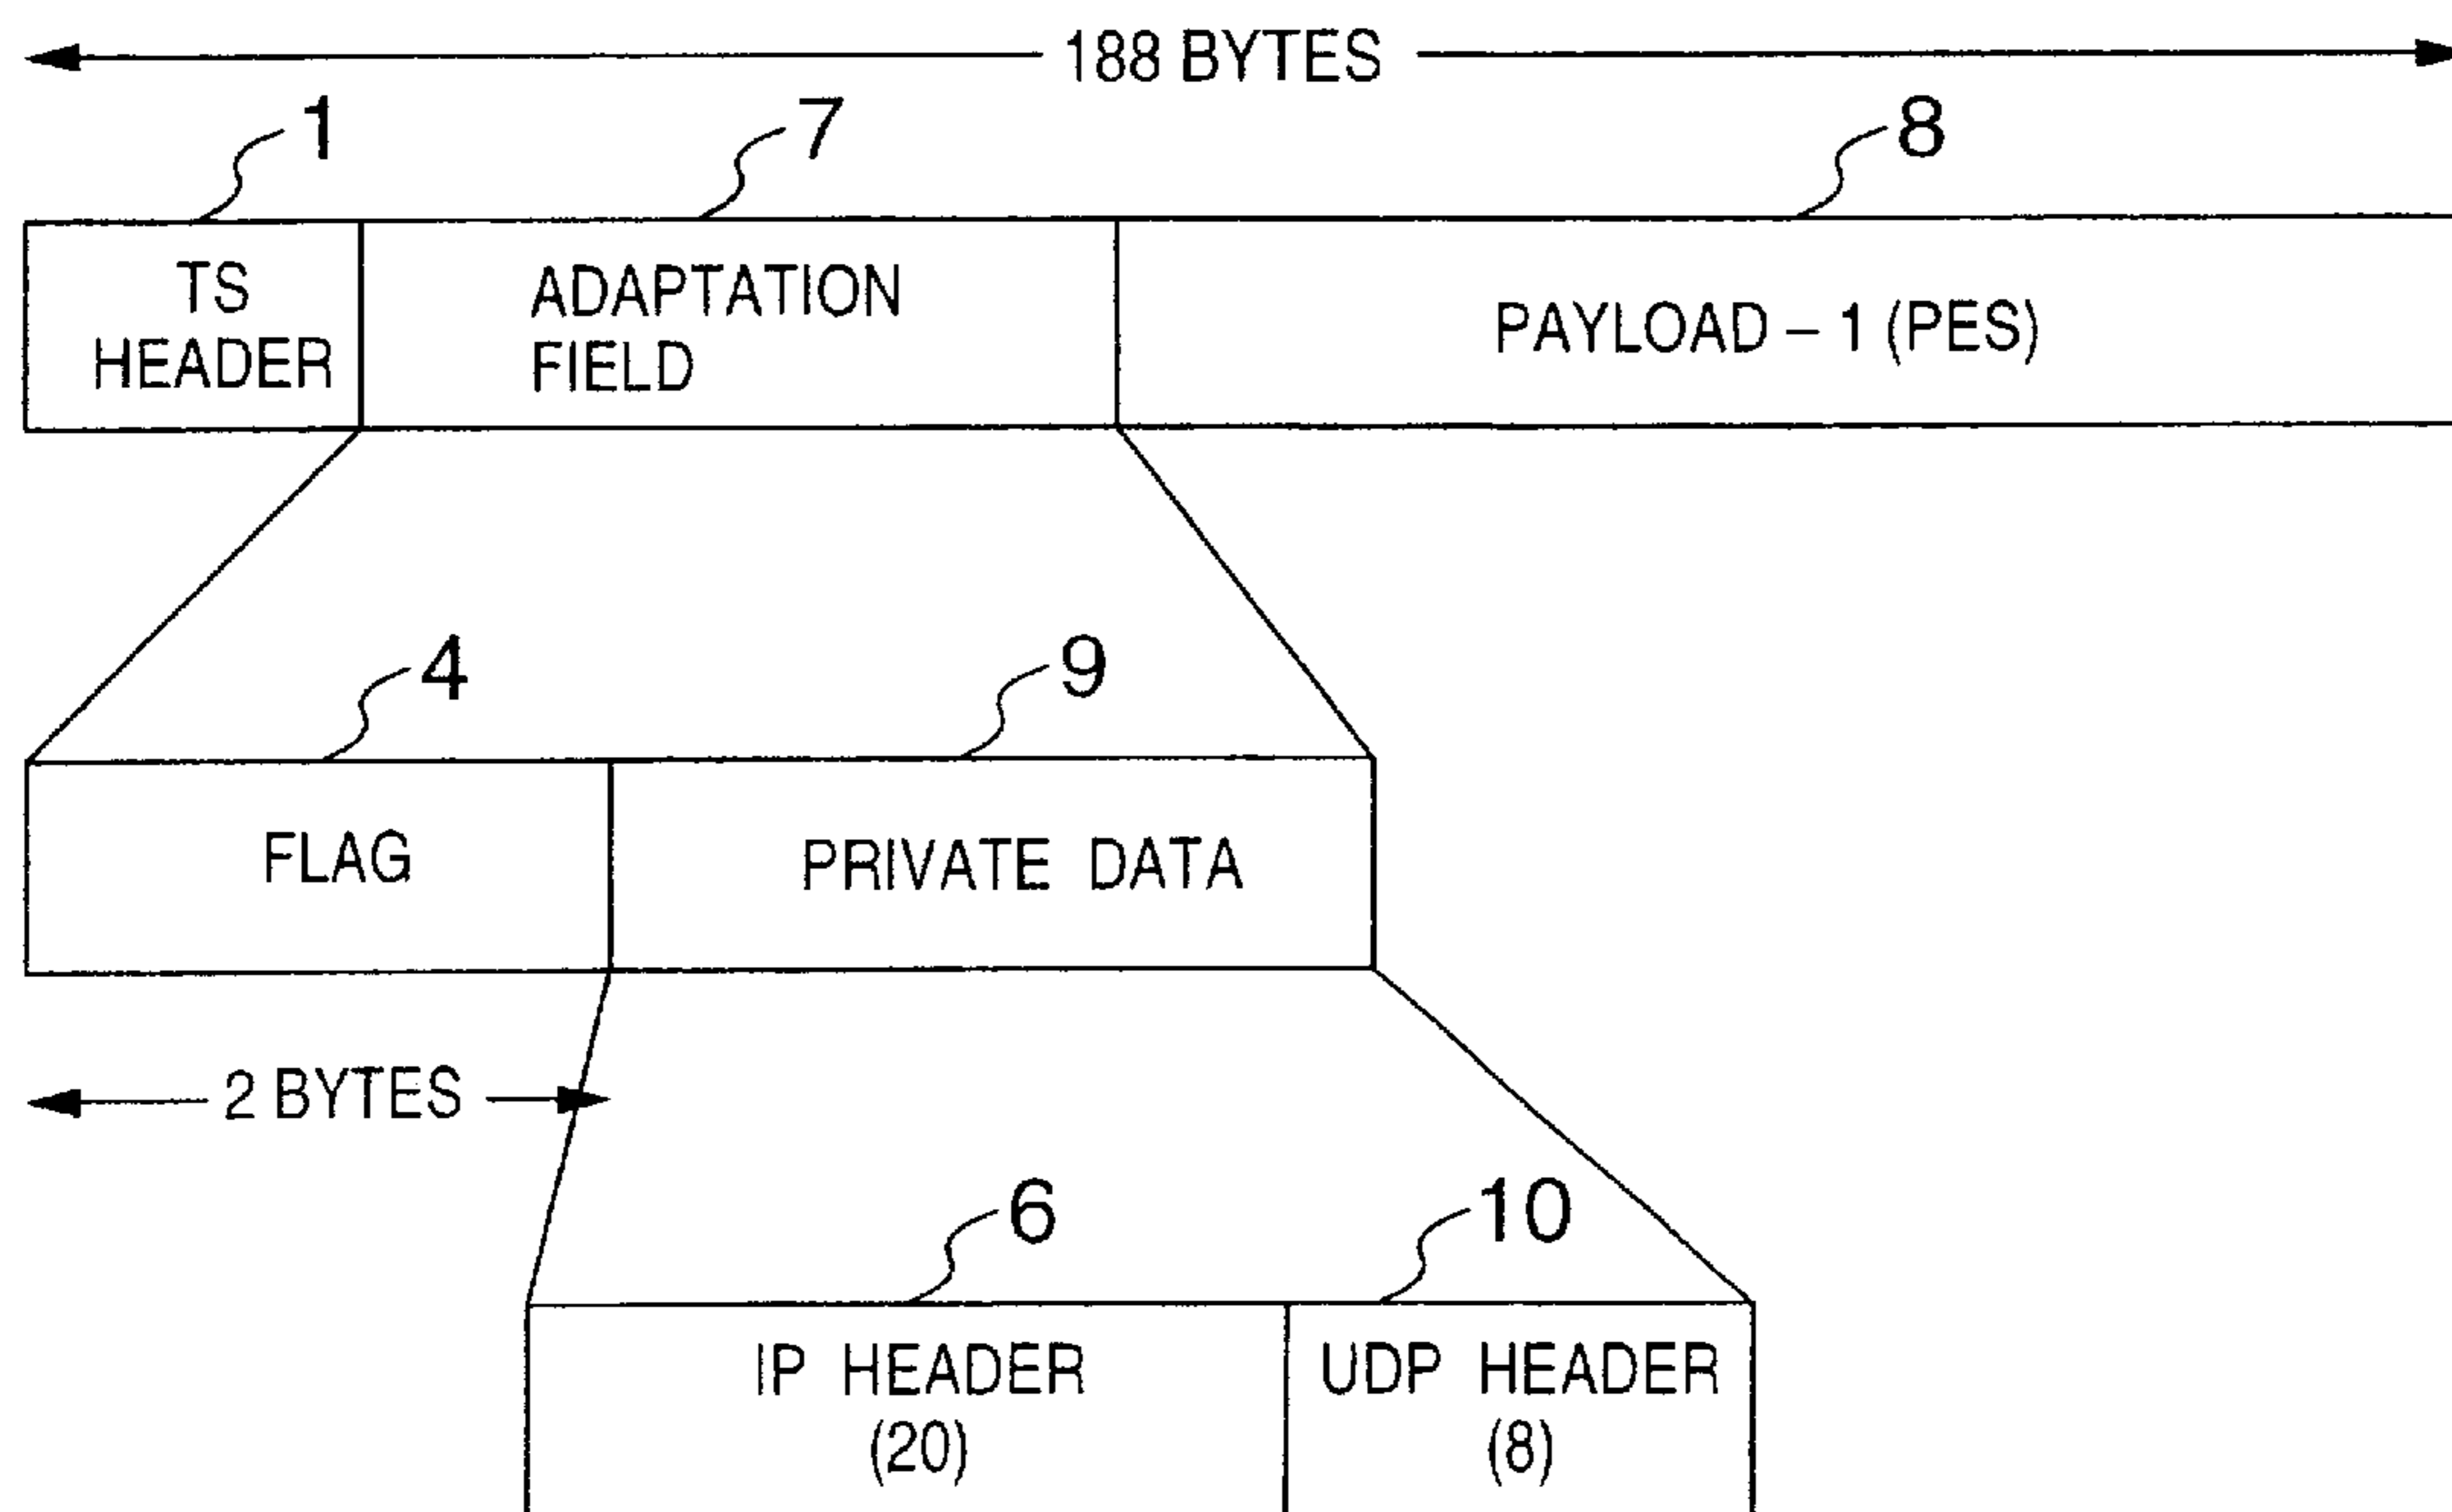 188 BYTES
1
7
8
TS
HEADER
ADAPTATION
FIELD
PAYLOAD – 1 (PES)
4
9
FLAG
PRIVATE DATA
2 BYTES
6
10
IP HEADER
(20)
UDP HEADER
(8)